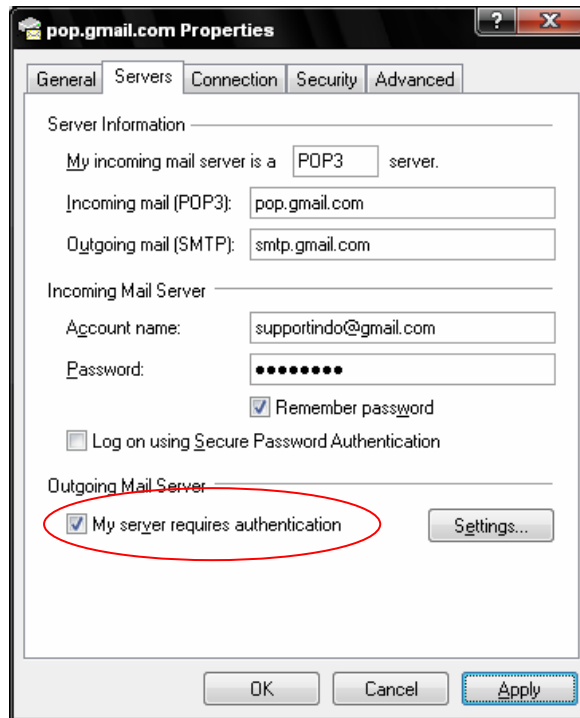 pop.gmail.com Properties
General Servers Connection Security Advanced
Server Information
My incoming mail server is a POP3 server.
Incoming mail (POP3): pop.gmail.com
Outgoing mail (SMTP): smtp.gmail.com
Incoming Mail Server
Account name: supportindo@gmail.com
Password: ●●●●●●●●
Remember password
Log on using Secure Password Authentication
Outgoing Mail Server
My server requires authentication Settings...
OK Cancel Apply